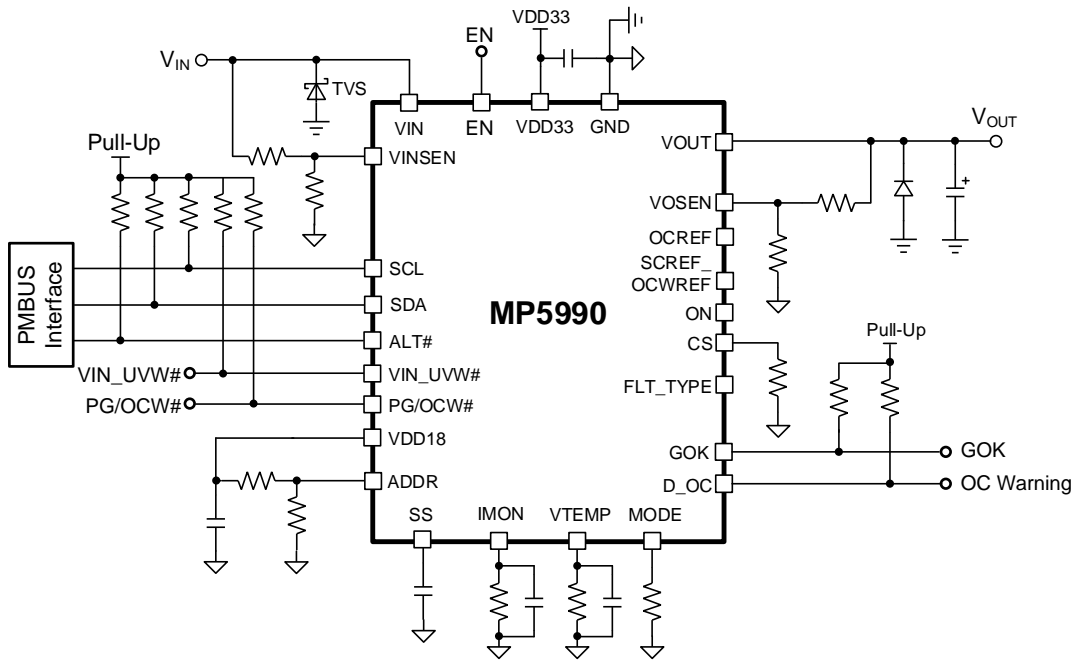 VDD33
EN
VIN
TVS
VIN
EN
VDD33
GND
Pull-Up
VINSEN
VOUT
VOUT
VOSEN
OCREF
SCREF_
OCWREF
ON
CS
FLT_TYPE
Pull-Up
PMBUS
Interface
SCL
SDA
ALT#
MP5990
VIN_UVW#
VIN_UVW#
PG/OCW#
PG/OCW#
VDD18
ADDR
GOK
GOK
D_OC
OC Warning
SS
IMON
VTEMP
MODE
+